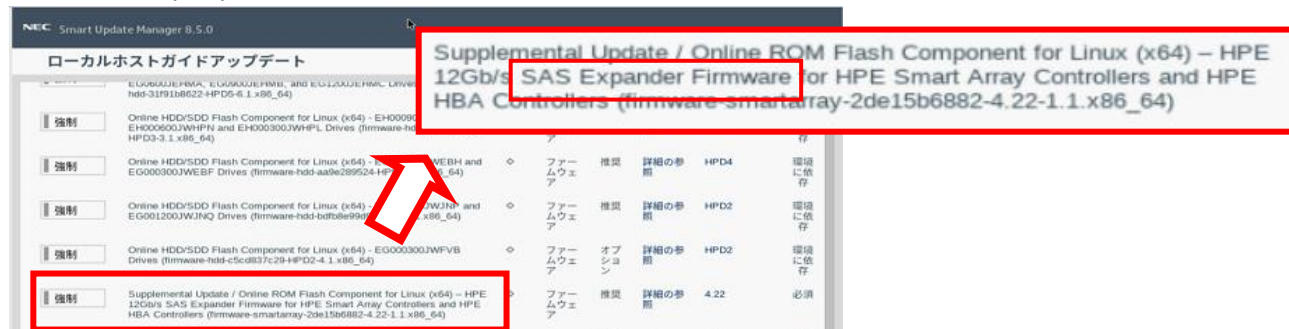 NEC Smart Update Manager 8.5.0
ローカルホストガイドアップデート
Supplemental Update / Online ROM Flash Component for Linux (x64) – HPE
12Gb/s SAS Expander Firmware for HPE Smart Array Controllers and HPE
HBA Controllers (firmware-smartarray-2de15b6882-4.22-1.1.x86_64)
EG0600JEHMA, EG0900JEHMB, and EG1200JEHMC Drives
hdd-31f91b8622-HPD5-6.1.x86_64)
強制
Online HDD/SDD Flash Component for Linux (x64) -
EH000600JWHPN and EH000300JWHPL Drives
HPD3-3.1.x86_64)
ア
存
強制
Online HDD/SDD Flash Component for Linux (x64) - WEBH and
EG000300JWEBF Drives (firmware-hdd-aa9e289524-
ファームウェア
推奨
詳細の参照
HPD4
環境に依存
強制
Online HDD/SDD Flash Component for Linux (x64) - and
EG001200JWJNQ Drives x86_64)
ファームウェア
推奨
詳細の参照
HPD2
環境に依存
強制
Online HDD/SDD Flash Component for Linux (x64) - EG000300JWFVB
Drives (firmware-hdd-c5cd837c29-HPD2-4.1.x86_64)
ファームウェア
オプション
詳細の参照
HPD2
環境に依存
強制
Supplemental Update / Online ROM Flash Component for Linux (x64) – HPE
12Gb/s SAS Expander Firmware for HPE Smart Array Controllers and HPE
HBA Controllers (firmware-smartarray-2de15b6882-4.22-1.1.x86_64)
ファームウェア
推奨
詳細の参照
4.22
必須